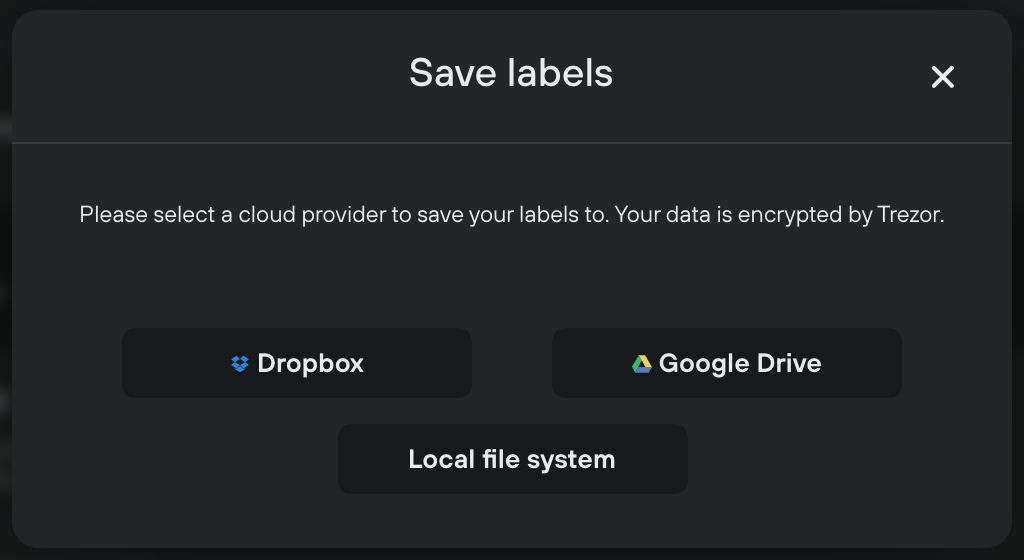 Save labels
Please select a cloud provider to save your labels to. Your data is encrypted by Trezor.
Dropbox
Google Drive
Local file system